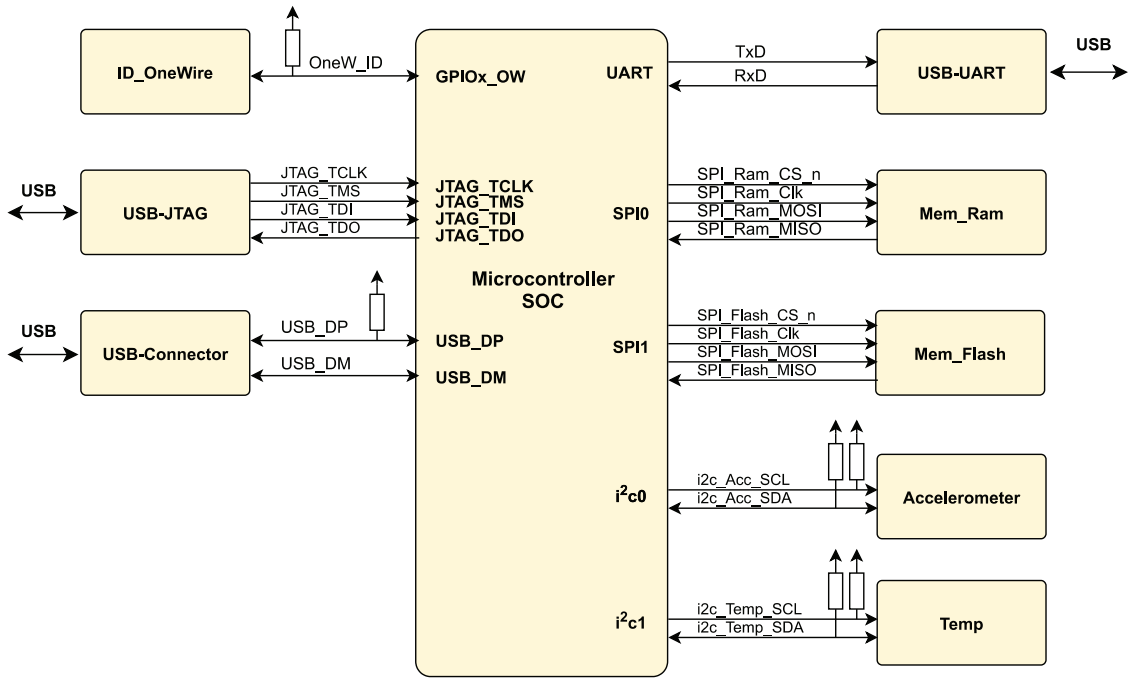 ID_OneWire
OneW_ID
GPIOx_OW
UART
TxD
RxD
USB-UART
USB
USB
USB-JTAG
JTAG_TCLK
JTAG_TMS
JTAG_TDI
JTAG_TDO
JTAG_TCLK
JTAG_TMS
JTAG_TDI
JTAG_TDO
SPI0
SPI_Ram_CS_n
SPI_Ram_Clk
SPI_Ram_MOSI
SPI_Ram_MISO
Mem_Ram
Microcontroller
SOC
USB
USB-Connector
USB_DP
USB_DM
USB_DP
USB_DM
SPI1
SPI_Flash_CS_n
SPI_Flash_Clk
SPI_Flash_MOSI
SPI_Flash_MISO
Mem_Flash
i²c0
i2c_Acc_SCL
i2c_Acc_SDA
Accelerometer
i²c1
i2c_Temp_SCL
i2c_Temp_SDA
Temp